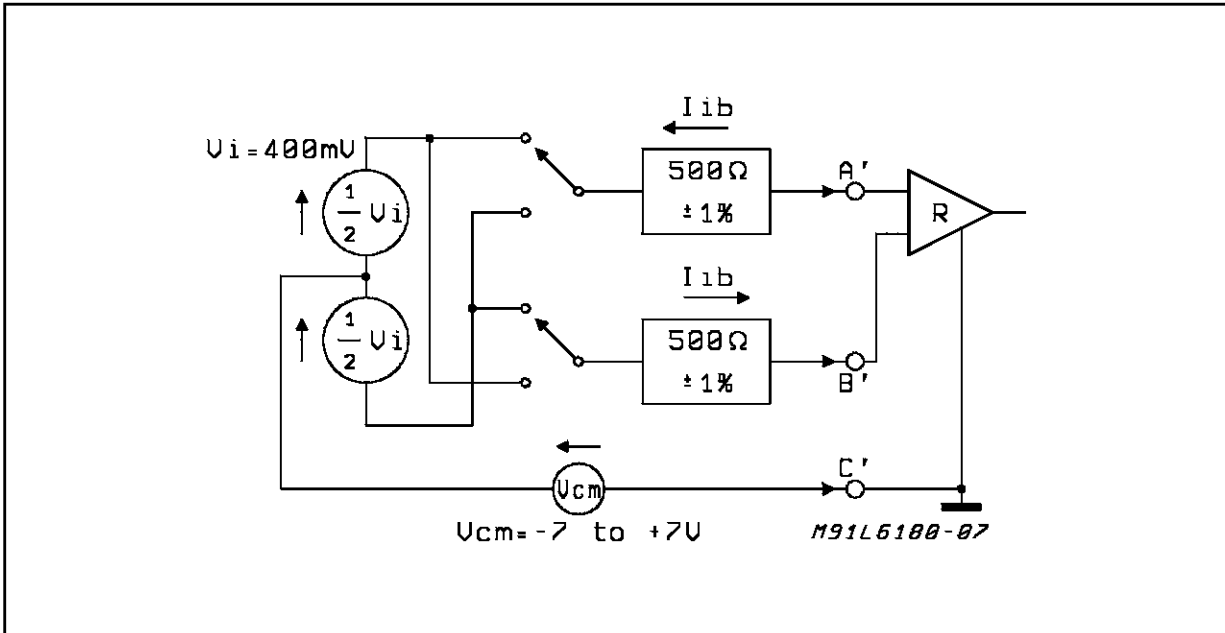 Vi=400mV
1/2 Vi
1/2 Vi
Iib
500Ω
±1%
A'
R
Iib
500Ω
±1%
B'
Vcm
C'
Vcm=-7 to +7V
M91L6180-07